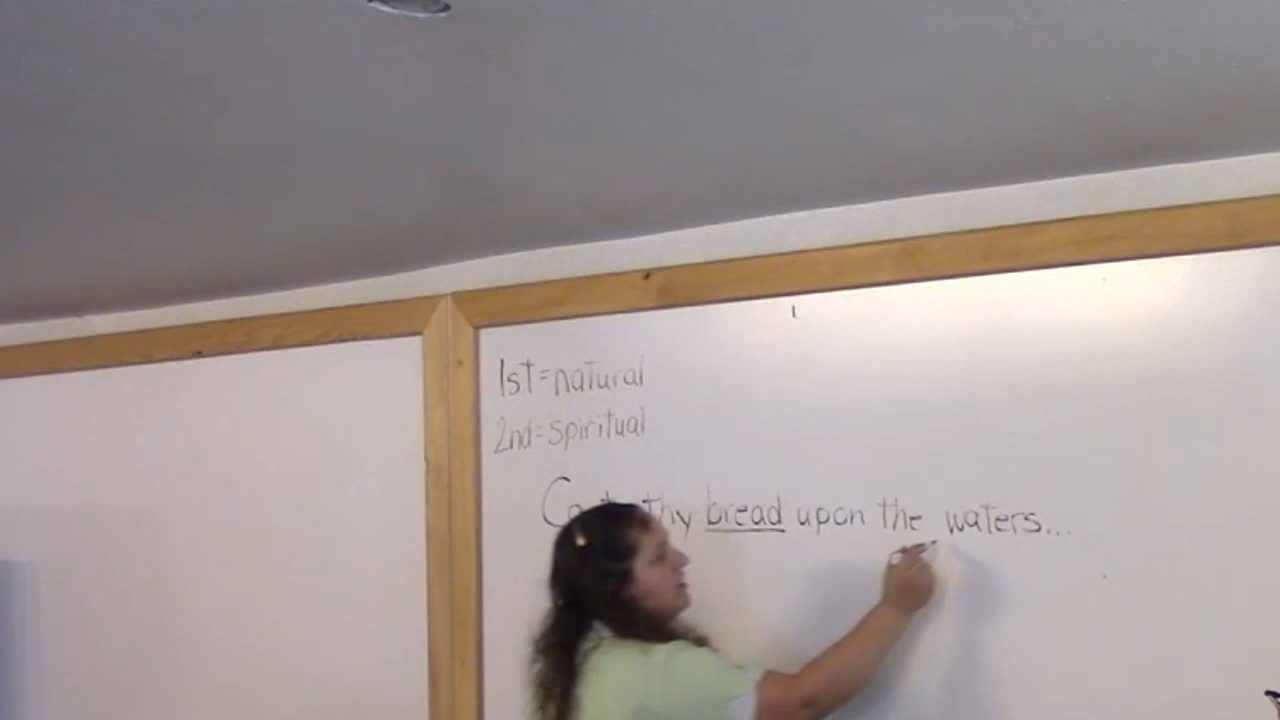 1st=natural
2nd=spiritual
thy bread upon the waters...